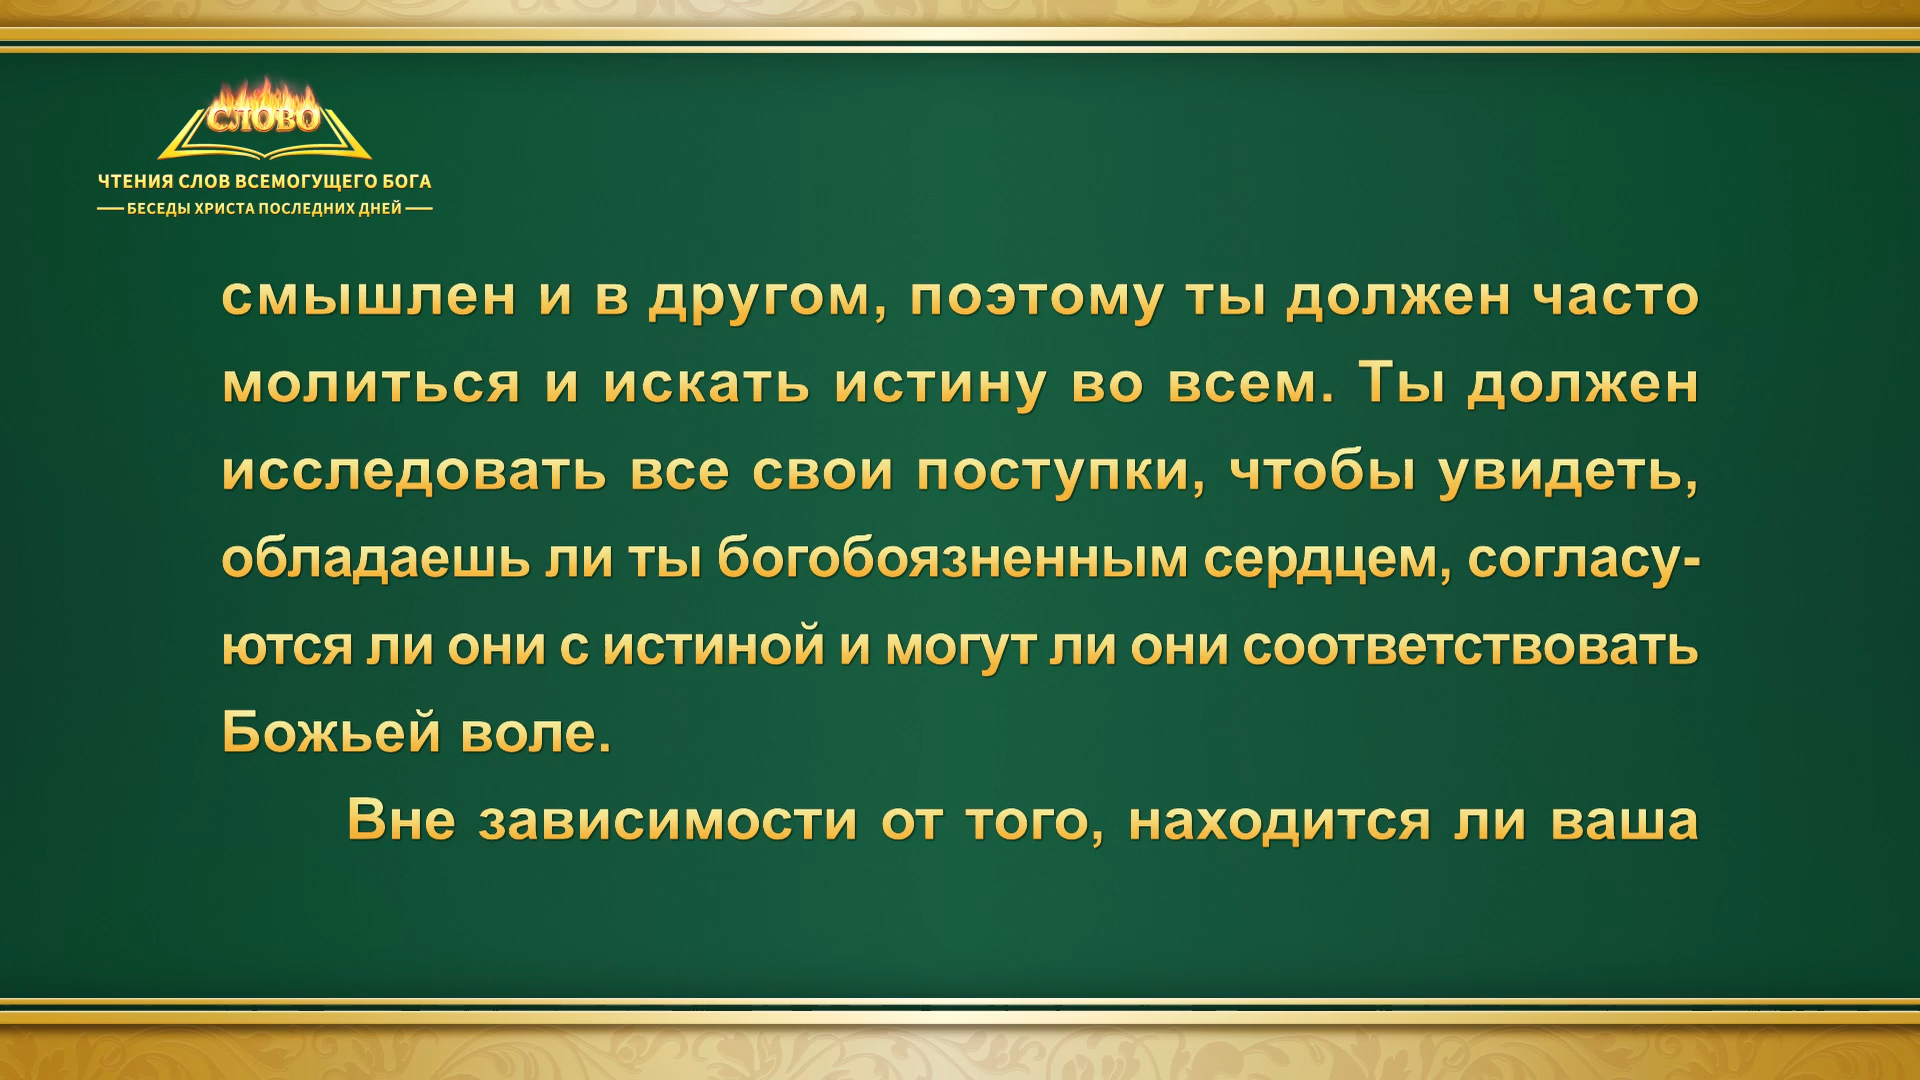 СЛОВО
ЧТЕНИЯ СЛОВ ВСЕМОГУЩЕГО БОГА
БЕСЕДЫ ХРИСТА ПОСЛЕДНИХ ДНЕЙ
смышлен и в другом, поэтому ты должен часто
молиться и искать истину во всем. Ты должен
исследовать все свои поступки, чтобы увидеть,
обладаешь ли ты богобоязненным сердцем, согласу-
ются ли они с истиной и могут ли они соответствовать
Божьей воле.
Вне зависимости от того, находится ли ваша